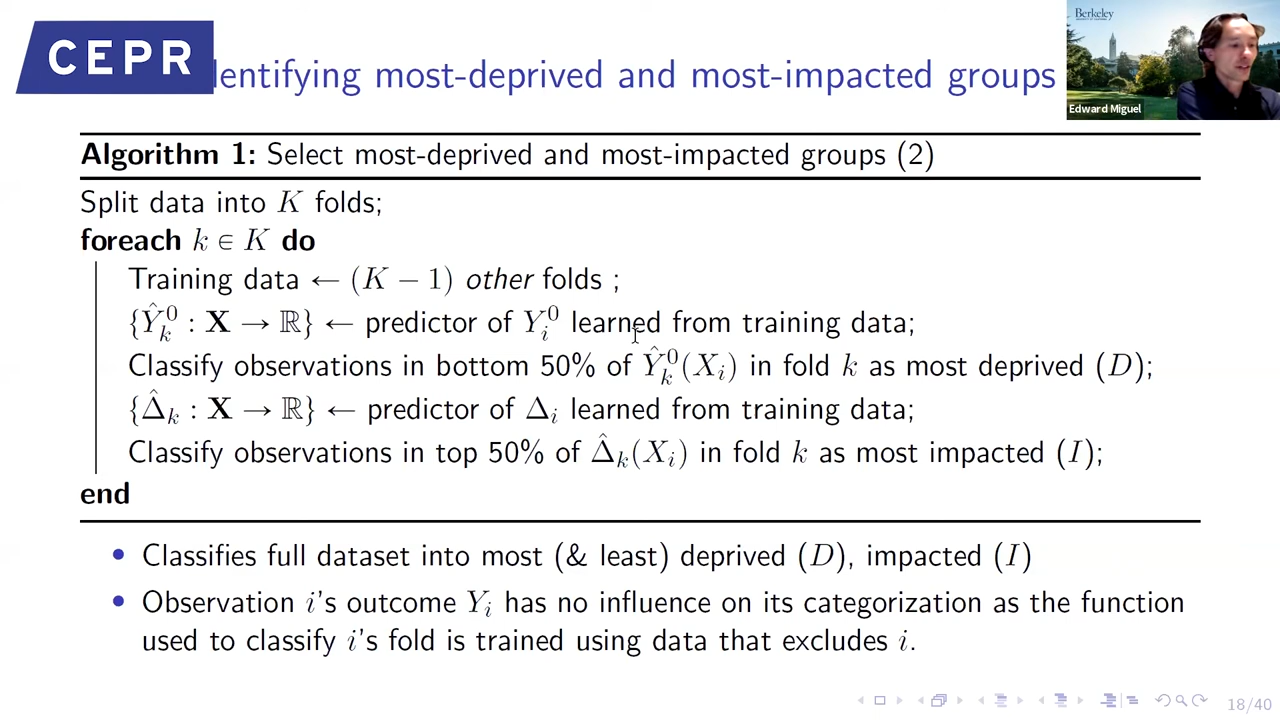 CEPR
dentifying most-deprived and most-impacted groups
Berkeley
Edward Miguel
Algorithm 1: Select most-deprived and most-impacted groups (2)
Split data into K folds;
foreach k ∈ K do
Training data ← (K − 1) other folds ;
{Ŷ⁰ₖ : X → ℝ} ← predictor of Y⁰ᵢ learned from training data;
Classify observations in bottom 50% of Ŷ⁰ₖ(Xᵢ) in fold k as most deprived (D);
{Δ̂ₖ : X → ℝ} ← predictor of Δᵢ learned from training data;
Classify observations in top 50% of Δ̂ₖ(Xᵢ) in fold k as most impacted (I);
end
• Classifies full dataset into most (& least) deprived (D), impacted (I)
• Observation i's outcome Yᵢ has no influence on its categorization as the function
used to classify i's fold is trained using data that excludes i.
18/40